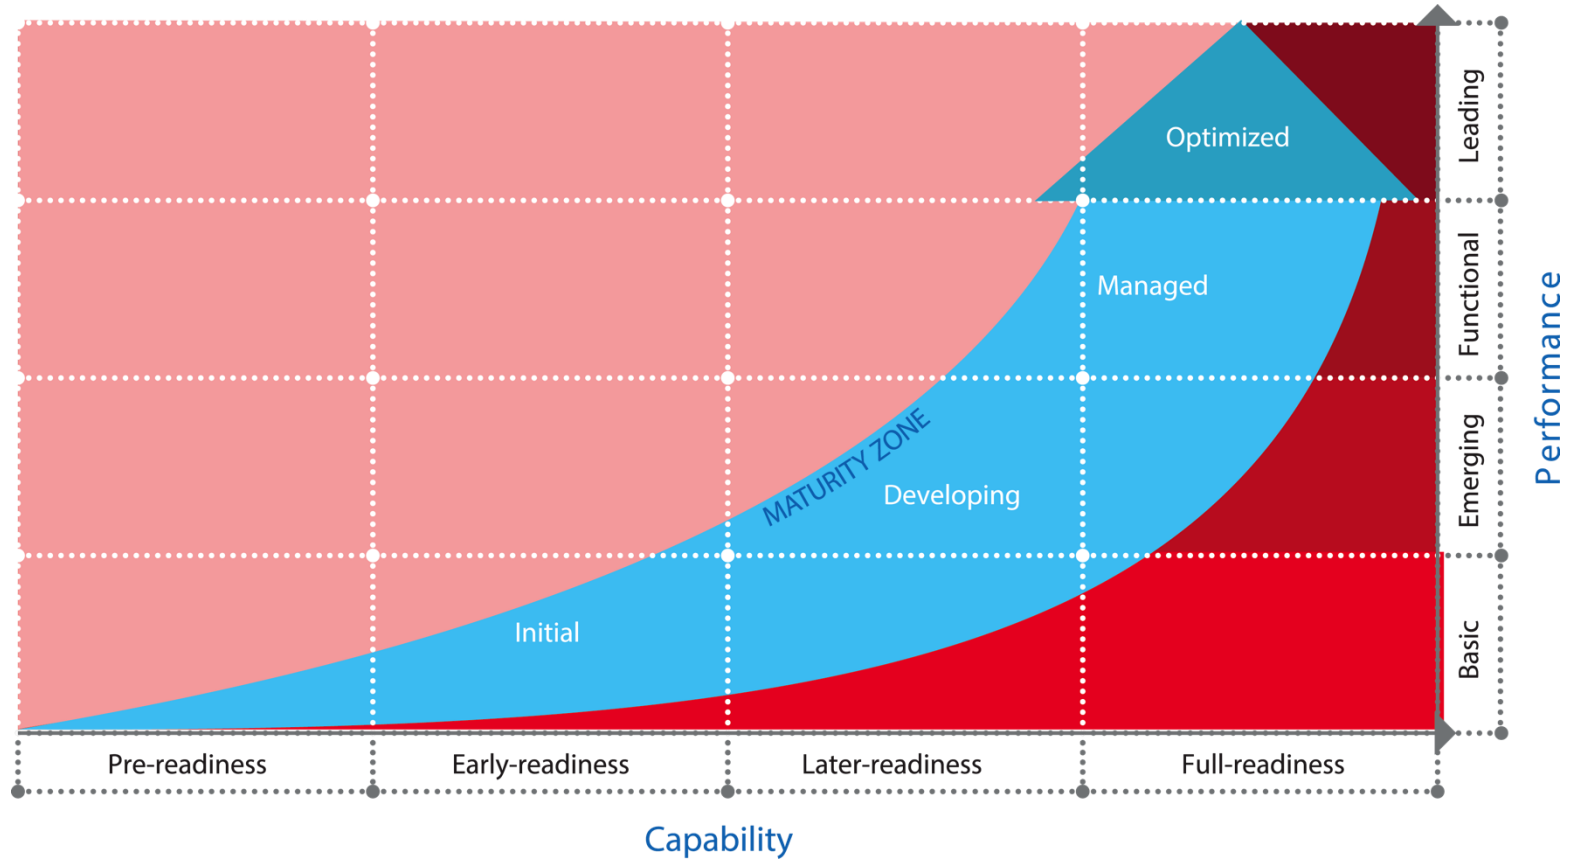 Optimized
Leading
Managed
Functional
MATURITY ZONE
Developing
Emerging
Initial
Basic
Performance
Pre-readiness
Early-readiness
Later-readiness
Full-readiness
Capability